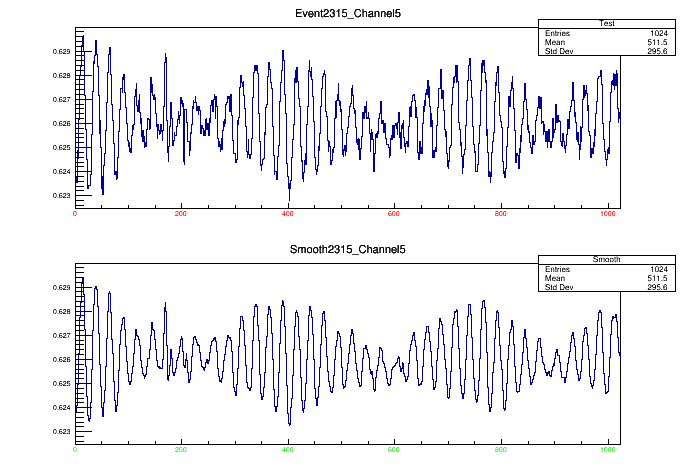 Event2315_Channel5
Test
Entries 1024
Mean 511.5
Std Dev 295.6
0.629
0.628
0.627
0.626
0.625
0.624
0.623
0 200 400 600 800 1000
Smooth2315_Channel5
Smooth
Entries 1024
Mean 511.5
Std Dev 295.6
0.629
0.628
0.627
0.626
0.625
0.624
0.623
0 200 400 600 800 1000